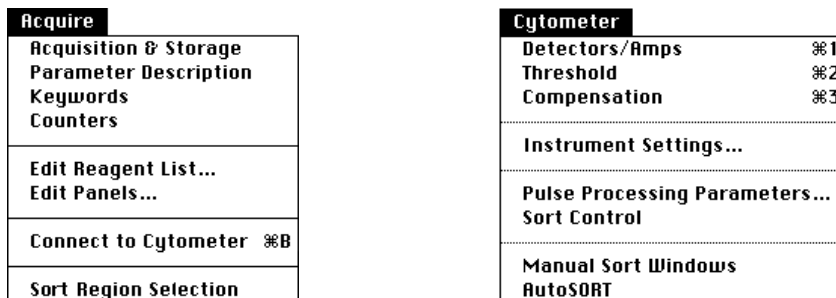 Acquire
Acquisition & Storage
Parameter Description
Keywords
Counters
Edit Reagent List...
Edit Panels...
Connect to Cytometer ⌘B
Sort Region Selection
Cytometer
Detectors/Amps ⌘1
Threshold ⌘2
Compensation ⌘3
Instrument Settings...
Pulse Processing Parameters...
Sort Control
Manual Sort Windows
AutoSORT